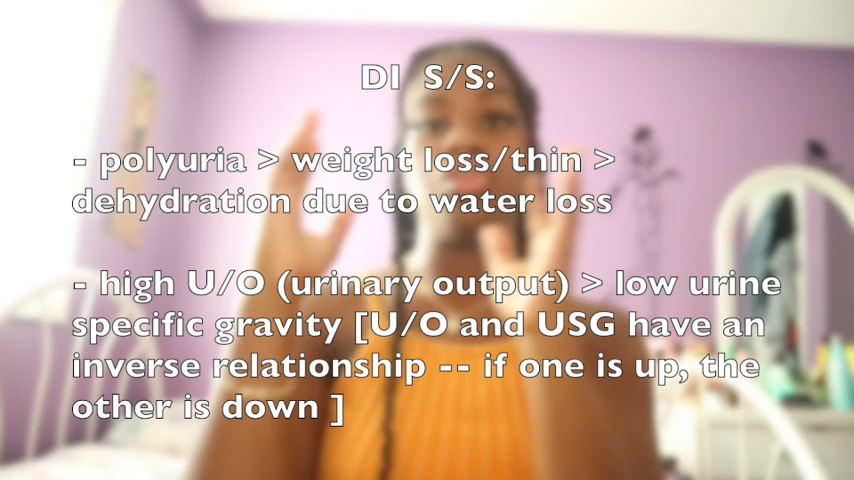 DI S/S:
- polyuria > weight loss/thin >
dehydration due to water loss
- high U/O (urinary output) > low urine
specific gravity [U/O and USG have an
inverse relationship -- if one is up, the
other is down ]